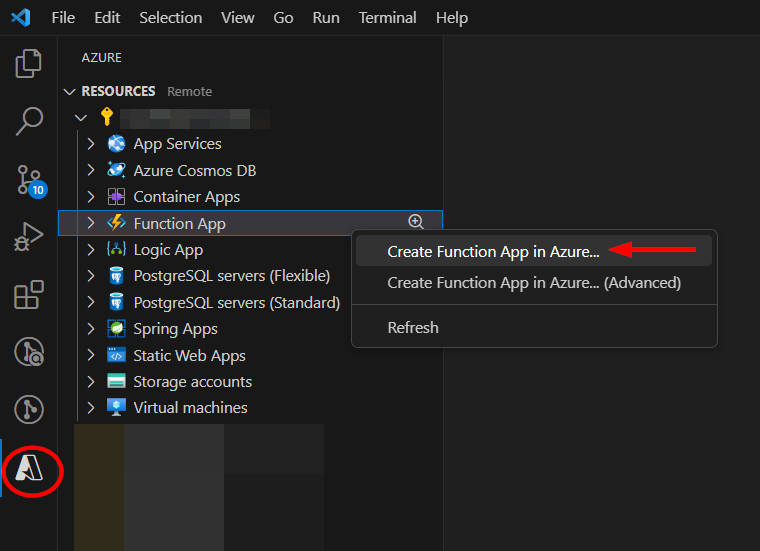 File Edit Selection View Go Run Terminal Help
AZURE
RESOURCES Remote
App Services
Azure Cosmos DB
Container Apps
Function App
Logic App
PostgreSQL servers (Flexible)
PostgreSQL servers (Standard)
Spring Apps
Static Web Apps
Storage accounts
Virtual machines
10
Create Function App in Azure...
Create Function App in Azure... (Advanced)
Refresh